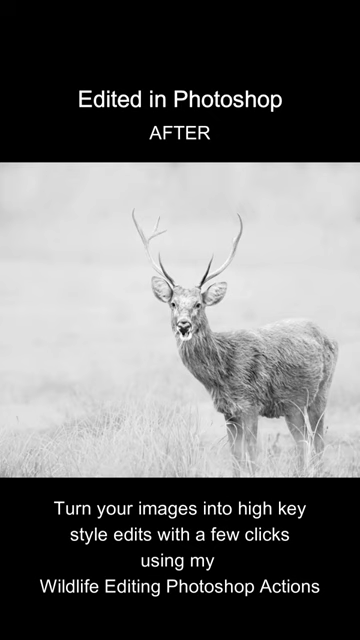 Edited in Photoshop
AFTER
Turn your images into high key
style edits with a few clicks
using my
Wildlife Editing Photoshop Actions